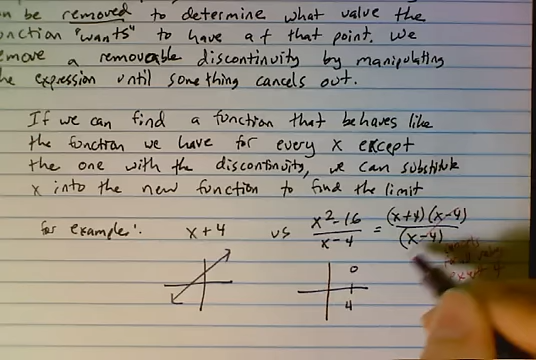 be removed to determine what value the
"wants" to have at that point. We
a removable discontinuity by manipulating
the expression until something cancels out.
If we can find a function that behaves like
the function we have for every x except
the one with the discontinuity, we can substitute
x into the new function to find the limit
for example: x+4 vs x²-16/x-4 = (x+4)(x-4)/(x-4)
0
4